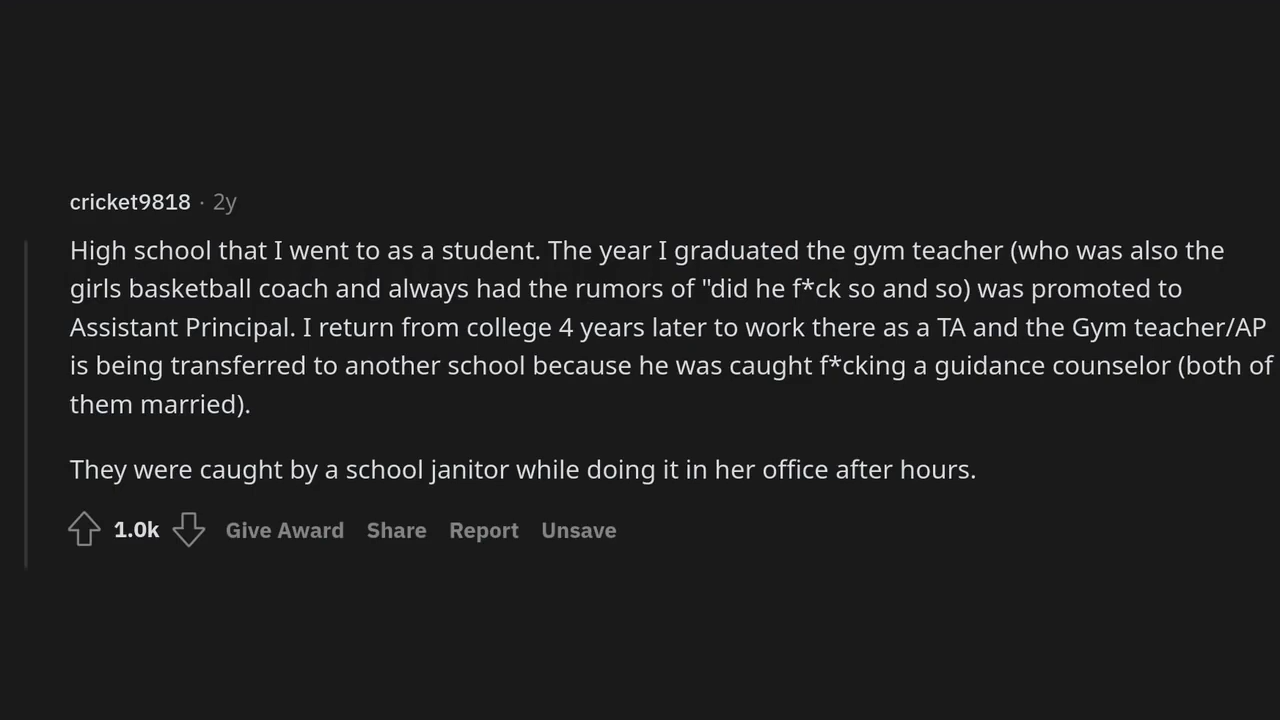 cricket9818 · 2y
High school that I went to as a student. The year I graduated the gym teacher (who was also the
girls basketball coach and always had the rumors of "did he f*ck so and so) was promoted to
Assistant Principal. I return from college 4 years later to work there as a TA and the Gym teacher/AP
is being transferred to another school because he was caught f*cking a guidance counselor (both of
them married).
They were caught by a school janitor while doing it in her office after hours.
1.0k Give Award Share Report Unsave